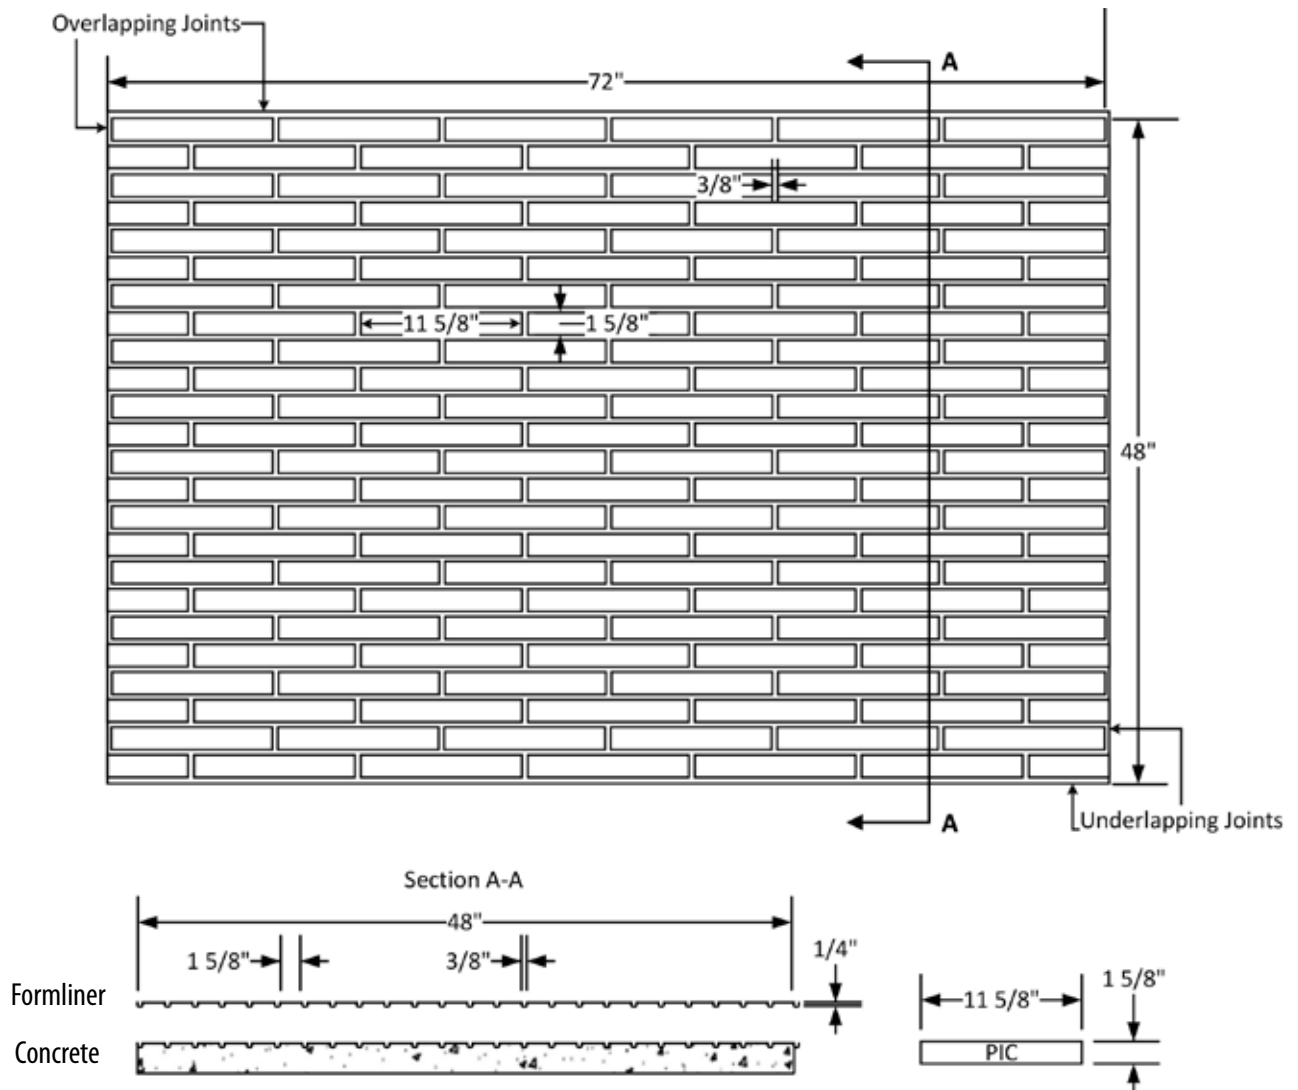 Overlapping Joints
A
72"
3/8"
11 5/8"
1 5/8"
48"
A
Underlapping Joints
Section A-A
48"
1 5/8"
3/8"
1/4"
Formliner
11 5/8"
1 5/8"
Concrete
PIC